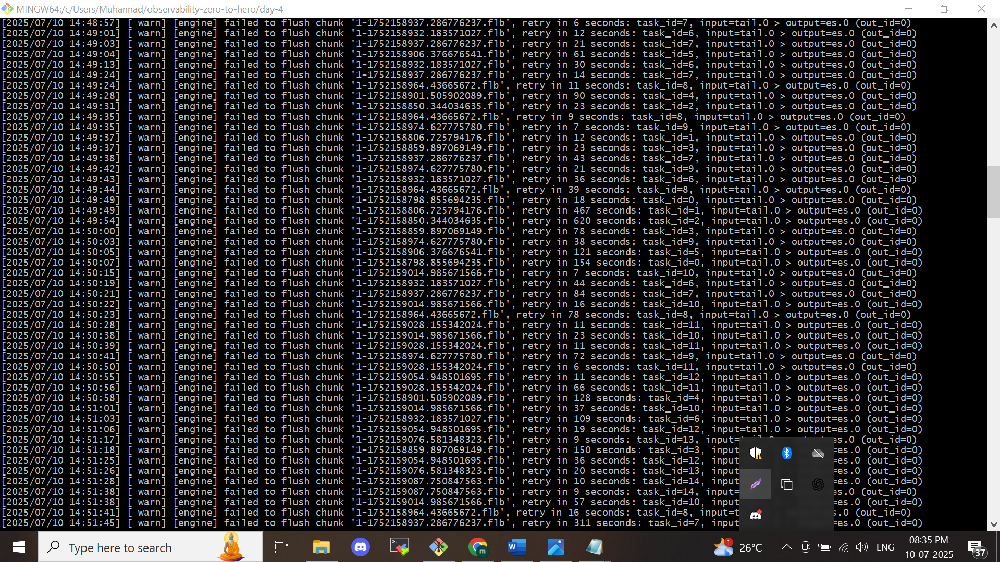 MINGW64:/c/Users/Muhannad/observability-zero-to-hero/day-4
[2025/07/10 14:48:57] [ warn] [engine] failed to flush chunk '1-1752158937.286776237.flb', retry in 6 seconds: task_id=7, input=tail.0 > output=es.0 (out_id=0)
[2025/07/10 14:49:01] [ warn] [engine] failed to flush chunk '1-1752158932.183571027.flb', retry in 12 seconds: task_id=6, input=tail.0 > output=es.0 (out_id=0)
[2025/07/10 14:49:03] [ warn] [engine] failed to flush chunk '1-1752158937.286776237.flb', retry in 21 seconds: task_id=7, input=tail.0 > output=es.0 (out_id=0)
[2025/07/10 14:49:04] [ warn] [engine] failed to flush chunk '1-1752158906.376676541.flb', retry in 61 seconds: task_id=5, input=tail.0 > output=es.0 (out_id=0)
[2025/07/10 14:49:13] [ warn] [engine] failed to flush chunk '1-1752158932.183571027.flb', retry in 30 seconds: task_id=6, input=tail.0 > output=es.0 (out_id=0)
[2025/07/10 14:49:24] [ warn] [engine] failed to flush chunk '1-1752158937.286776237.flb', retry in 14 seconds: task_id=7, input=tail.0 > output=es.0 (out_id=0)
[2025/07/10 14:49:24] [ warn] [engine] failed to flush chunk '1-1752158964.43665672.flb', retry in 11 seconds: task_id=8, input=tail.0 > output=es.0 (out_id=0)
[2025/07/10 14:49:28] [ warn] [engine] failed to flush chunk '1-1752158901.505902089.flb', retry in 90 seconds: task_id=4, input=tail.0 > output=es.0 (out_id=0)
[2025/07/10 14:49:31] [ warn] [engine] failed to flush chunk '1-1752158850.344034635.flb', retry in 23 seconds: task_id=2, input=tail.0 > output=es.0 (out_id=0)
[2025/07/10 14:49:35] [ warn] [engine] failed to flush chunk '1-1752158964.43665672.flb', retry in 9 seconds: task_id=8, input=tail.0 > output=es.0 (out_id=0)
[2025/07/10 14:49:35] [ warn] [engine] failed to flush chunk '1-1752158974.627775780.flb', retry in 7 seconds: task_id=9, input=tail.0 > output=es.0 (out_id=0)
[2025/07/10 14:49:37] [ warn] [engine] failed to flush chunk '1-1752158806.725794176.flb', retry in 12 seconds: task_id=1, input=tail.0 > output=es.0 (out_id=0)
[2025/07/10 14:49:37] [ warn] [engine] failed to flush chunk '1-1752158859.897069149.flb', retry in 23 seconds: task_id=3, input=tail.0 > output=es.0 (out_id=0)
[2025/07/10 14:49:38] [ warn] [engine] failed to flush chunk '1-1752158937.286776237.flb', retry in 43 seconds: task_id=7, input=tail.0 > output=es.0 (out_id=0)
[2025/07/10 14:49:42] [ warn] [engine] failed to flush chunk '1-1752158974.627775780.flb', retry in 21 seconds: task_id=9, input=tail.0 > output=es.0 (out_id=0)
[2025/07/10 14:49:43] [ warn] [engine] failed to flush chunk '1-1752158932.183571027.flb', retry in 36 seconds: task_id=6, input=tail.0 > output=es.0 (out_id=0)
[2025/07/10 14:49:44] [ warn] [engine] failed to flush chunk '1-1752158964.43665672.flb', retry in 39 seconds: task_id=8, input=tail.0 > output=es.0 (out_id=0)
[2025/07/10 14:49:49] [ warn] [engine] failed to flush chunk '1-1752158798.855694235.flb', retry in 18 seconds: task_id=0, input=tail.0 > output=es.0 (out_id=0)
[2025/07/10 14:49:49] [ warn] [engine] failed to flush chunk '1-1752158806.725794176.flb', retry in 467 seconds: task_id=1, input=tail.0 > output=es.0 (out_id=0)
[2025/07/10 14:49:54] [ warn] [engine] failed to flush chunk '1-1752158850.344034635.flb', retry in 620 seconds: task_id=2, input=tail.0 > output=es.0 (out_id=0)
[2025/07/10 14:50:00] [ warn] [engine] failed to flush chunk '1-1752158859.897069149.flb', retry in 78 seconds: task_id=3, input=tail.0 > output=es.0 (out_id=0)
[2025/07/10 14:50:03] [ warn] [engine] failed to flush chunk '1-1752158974.627775780.flb', retry in 38 seconds: task_id=9, input=tail.0 > output=es.0 (out_id=0)
[2025/07/10 14:50:05] [ warn] [engine] failed to flush chunk '1-1752158906.376676541.flb', retry in 121 seconds: task_id=5, input=tail.0 > output=es.0 (out_id=0)
[2025/07/10 14:50:07] [ warn] [engine] failed to flush chunk '1-1752158798.855694235.flb', retry in 154 seconds: task_id=0, input=tail.0 > output=es.0 (out_id=0)
[2025/07/10 14:50:15] [ warn] [engine] failed to flush chunk '1-1752159014.985671566.flb', retry in 7 seconds: task_id=10, input=tail.0 > output=es.0 (out_id=0)
[2025/07/10 14:50:19] [ warn] [engine] failed to flush chunk '1-1752158932.183571027.flb', retry in 44 seconds: task_id=6, input=tail.0 > output=es.0 (out_id=0)
[2025/07/10 14:50:21] [ warn] [engine] failed to flush chunk '1-1752158937.286776237.flb', retry in 84 seconds: task_id=7, input=tail.0 > output=es.0 (out_id=0)
[2025/07/10 14:50:22] [ warn] [engine] failed to flush chunk '1-1752159014.985671566.flb', retry in 16 seconds: task_id=10, input=tail.0 > output=es.0 (out_id=0)
[2025/07/10 14:50:23] [ warn] [engine] failed to flush chunk '1-1752158964.43665672.flb', retry in 78 seconds: task_id=8, input=tail.0 > output=es.0 (out_id=0)
[2025/07/10 14:50:28] [ warn] [engine] failed to flush chunk '1-1752159028.155342024.flb', retry in 11 seconds: task_id=11, input=tail.0 > output=es.0 (out_id=0)
[2025/07/10 14:50:38] [ warn] [engine] failed to flush chunk '1-1752159014.985671566.flb', retry in 23 seconds: task_id=10, input=tail.0 > output=es.0 (out_id=0)
[2025/07/10 14:50:39] [ warn] [engine] failed to flush chunk '1-1752159028.155342024.flb', retry in 11 seconds: task_id=11, input=tail.0 > output=es.0 (out_id=0)
[2025/07/10 14:50:41] [ warn] [engine] failed to flush chunk '1-1752158974.627775780.flb', retry in 72 seconds: task_id=9, input=tail.0 > output=es.0 (out_id=0)
[2025/07/10 14:50:50] [ warn] [engine] failed to flush chunk '1-1752159028.155342024.flb', retry in 6 seconds: task_id=11, input=tail.0 > output=es.0 (out_id=0)
[2025/07/10 14:50:55] [ warn] [engine] failed to flush chunk '1-1752159054.948501695.flb', retry in 11 seconds: task_id=12, input=tail.0 > output=es.0 (out_id=0)
[2025/07/10 14:50:56] [ warn] [engine] failed to flush chunk '1-1752159028.155342024.flb', retry in 66 seconds: task_id=11, input=tail.0 > output=es.0 (out_id=0)
[2025/07/10 14:50:58] [ warn] [engine] failed to flush chunk '1-1752158901.505902089.flb', retry in 128 seconds: task_id=4, input=tail.0 > output=es.0 (out_id=0)
[2025/07/10 14:51:01] [ warn] [engine] failed to flush chunk '1-1752159014.985671566.flb', retry in 37 seconds: task_id=10, input=tail.0 > output=es.0 (out_id=0)
[2025/07/10 14:51:03] [ warn] [engine] failed to flush chunk '1-1752158932.183571027.flb', retry in 109 seconds: task_id=6, input=tail.0 > output=es.0 (out_id=0)
[2025/07/10 14:51:06] [ warn] [engine] failed to flush chunk '1-1752159054.948501695.flb', retry in 19 seconds: task_id=12, input=tail.0 > output=es.0 (out_id=0)
[2025/07/10 14:51:17] [ warn] [engine] failed to flush chunk '1-1752159076.581348323.flb', retry in 9 seconds: task_id=13, input es.0 (out_id=0)
[2025/07/10 14:51:18] [ warn] [engine] failed to flush chunk '1-1752158859.897069149.flb', retry in 150 seconds: task_id=3, input =es.0 (out_id=0)
[2025/07/10 14:51:25] [ warn] [engine] failed to flush chunk '1-1752159054.948501695.flb', retry in 36 seconds: task_id=12, input =es.0 (out_id=0)
[2025/07/10 14:51:26] [ warn] [engine] failed to flush chunk '1-1752159076.581348323.flb', retry in 20 seconds: task_id=13, input =es.0 (out_id=0)
[2025/07/10 14:51:28] [ warn] [engine] failed to flush chunk '1-1752159087.750847563.flb', retry in 10 seconds: task_id=14, input =es.0 (out_id=0)
[2025/07/10 14:51:38] [ warn] [engine] failed to flush chunk '1-1752159087.750847563.flb', retry in 9 seconds: task_id=14, input es.0 (out_id=0)
[2025/07/10 14:51:38] [ warn] [engine] failed to flush chunk '1-1752159014.985671566.flb', retry in 57 seconds: task_id=10, input =es.0 (out_id=0)
[2025/07/10 14:51:41] [ warn] [engine] failed to flush chunk '1-1752158964.43665672.flb', retry in 16 seconds: task_id=8, input es.0 (out_id=0)
[2025/07/10 14:51:45] [ warn] [engine] failed to flush chunk '1-1752158937.286776237.flb', retry in 311 seconds: task_id=7, input =es.0 (out_id=0)
Type here to search
1
26°C
ENG
08:35 PM
10-07-2025
37